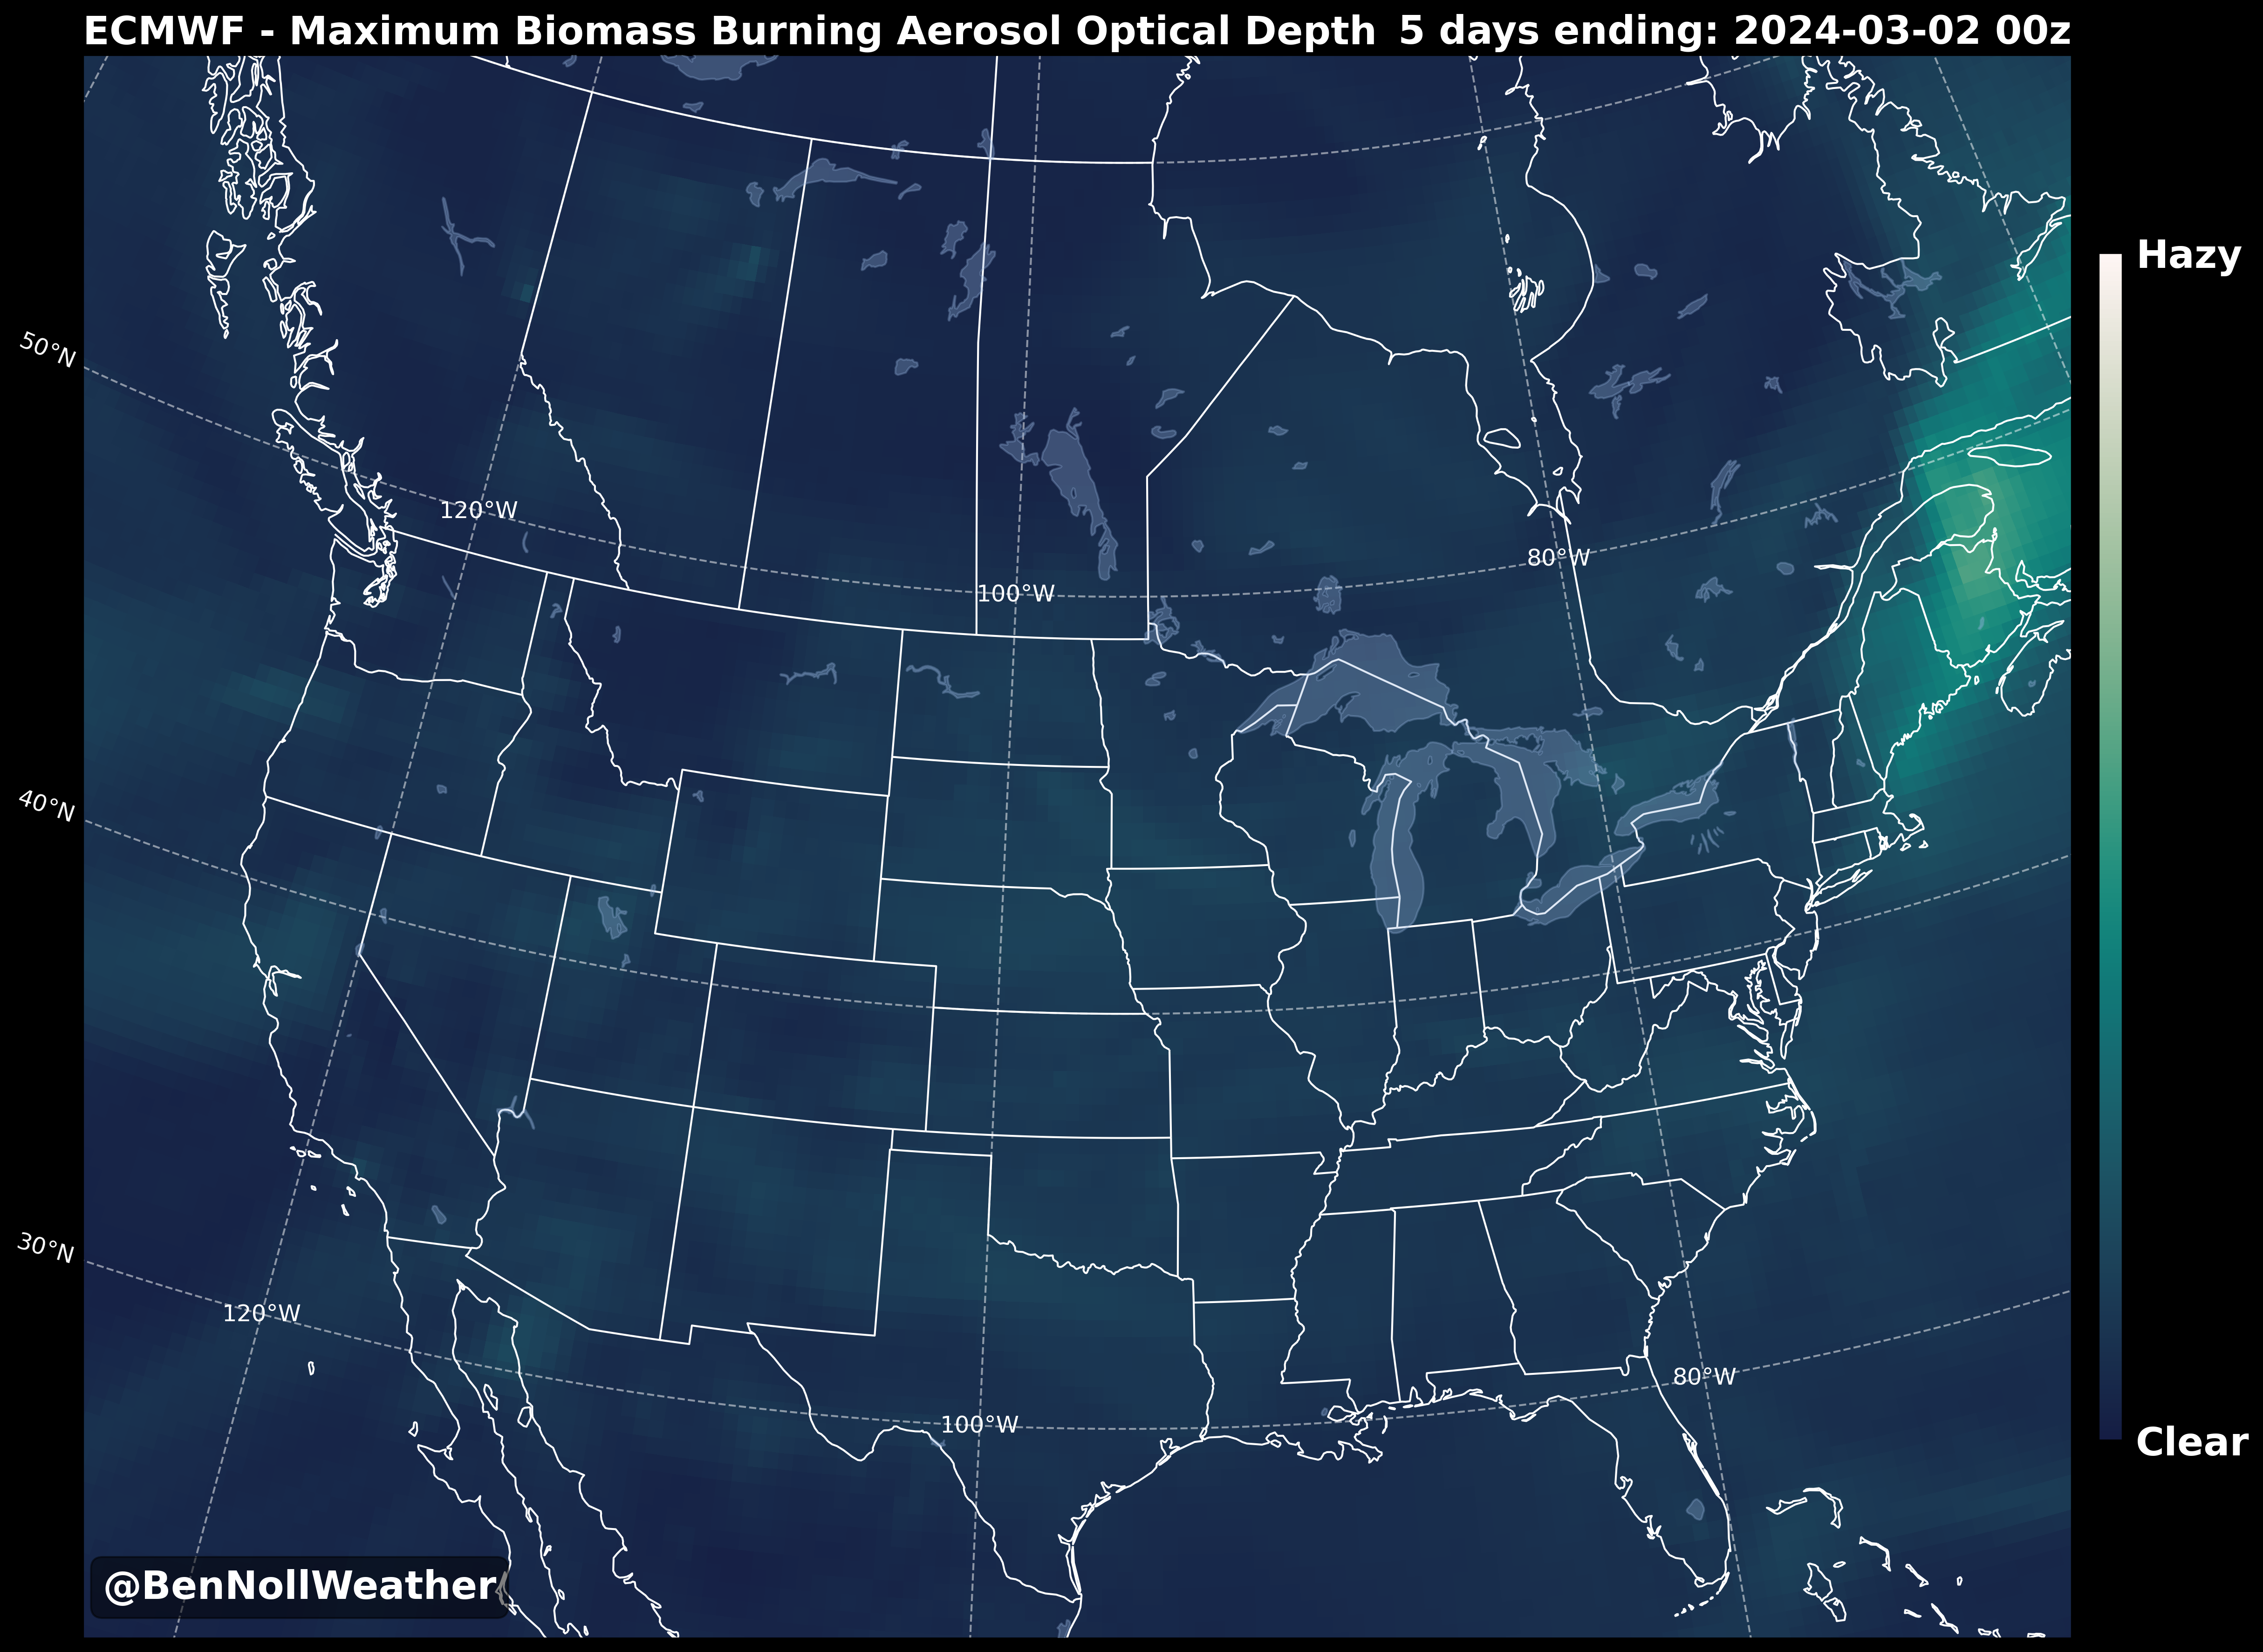 ECMWF - Maximum Biomass Burning Aerosol Optical Depth 5 days ending: 2024-03-02 00z
Hazy
50°N
120°W
100°W
80°W
40°N
30°N
120°W
100°W
80°W
Clear
@BenNollWeather